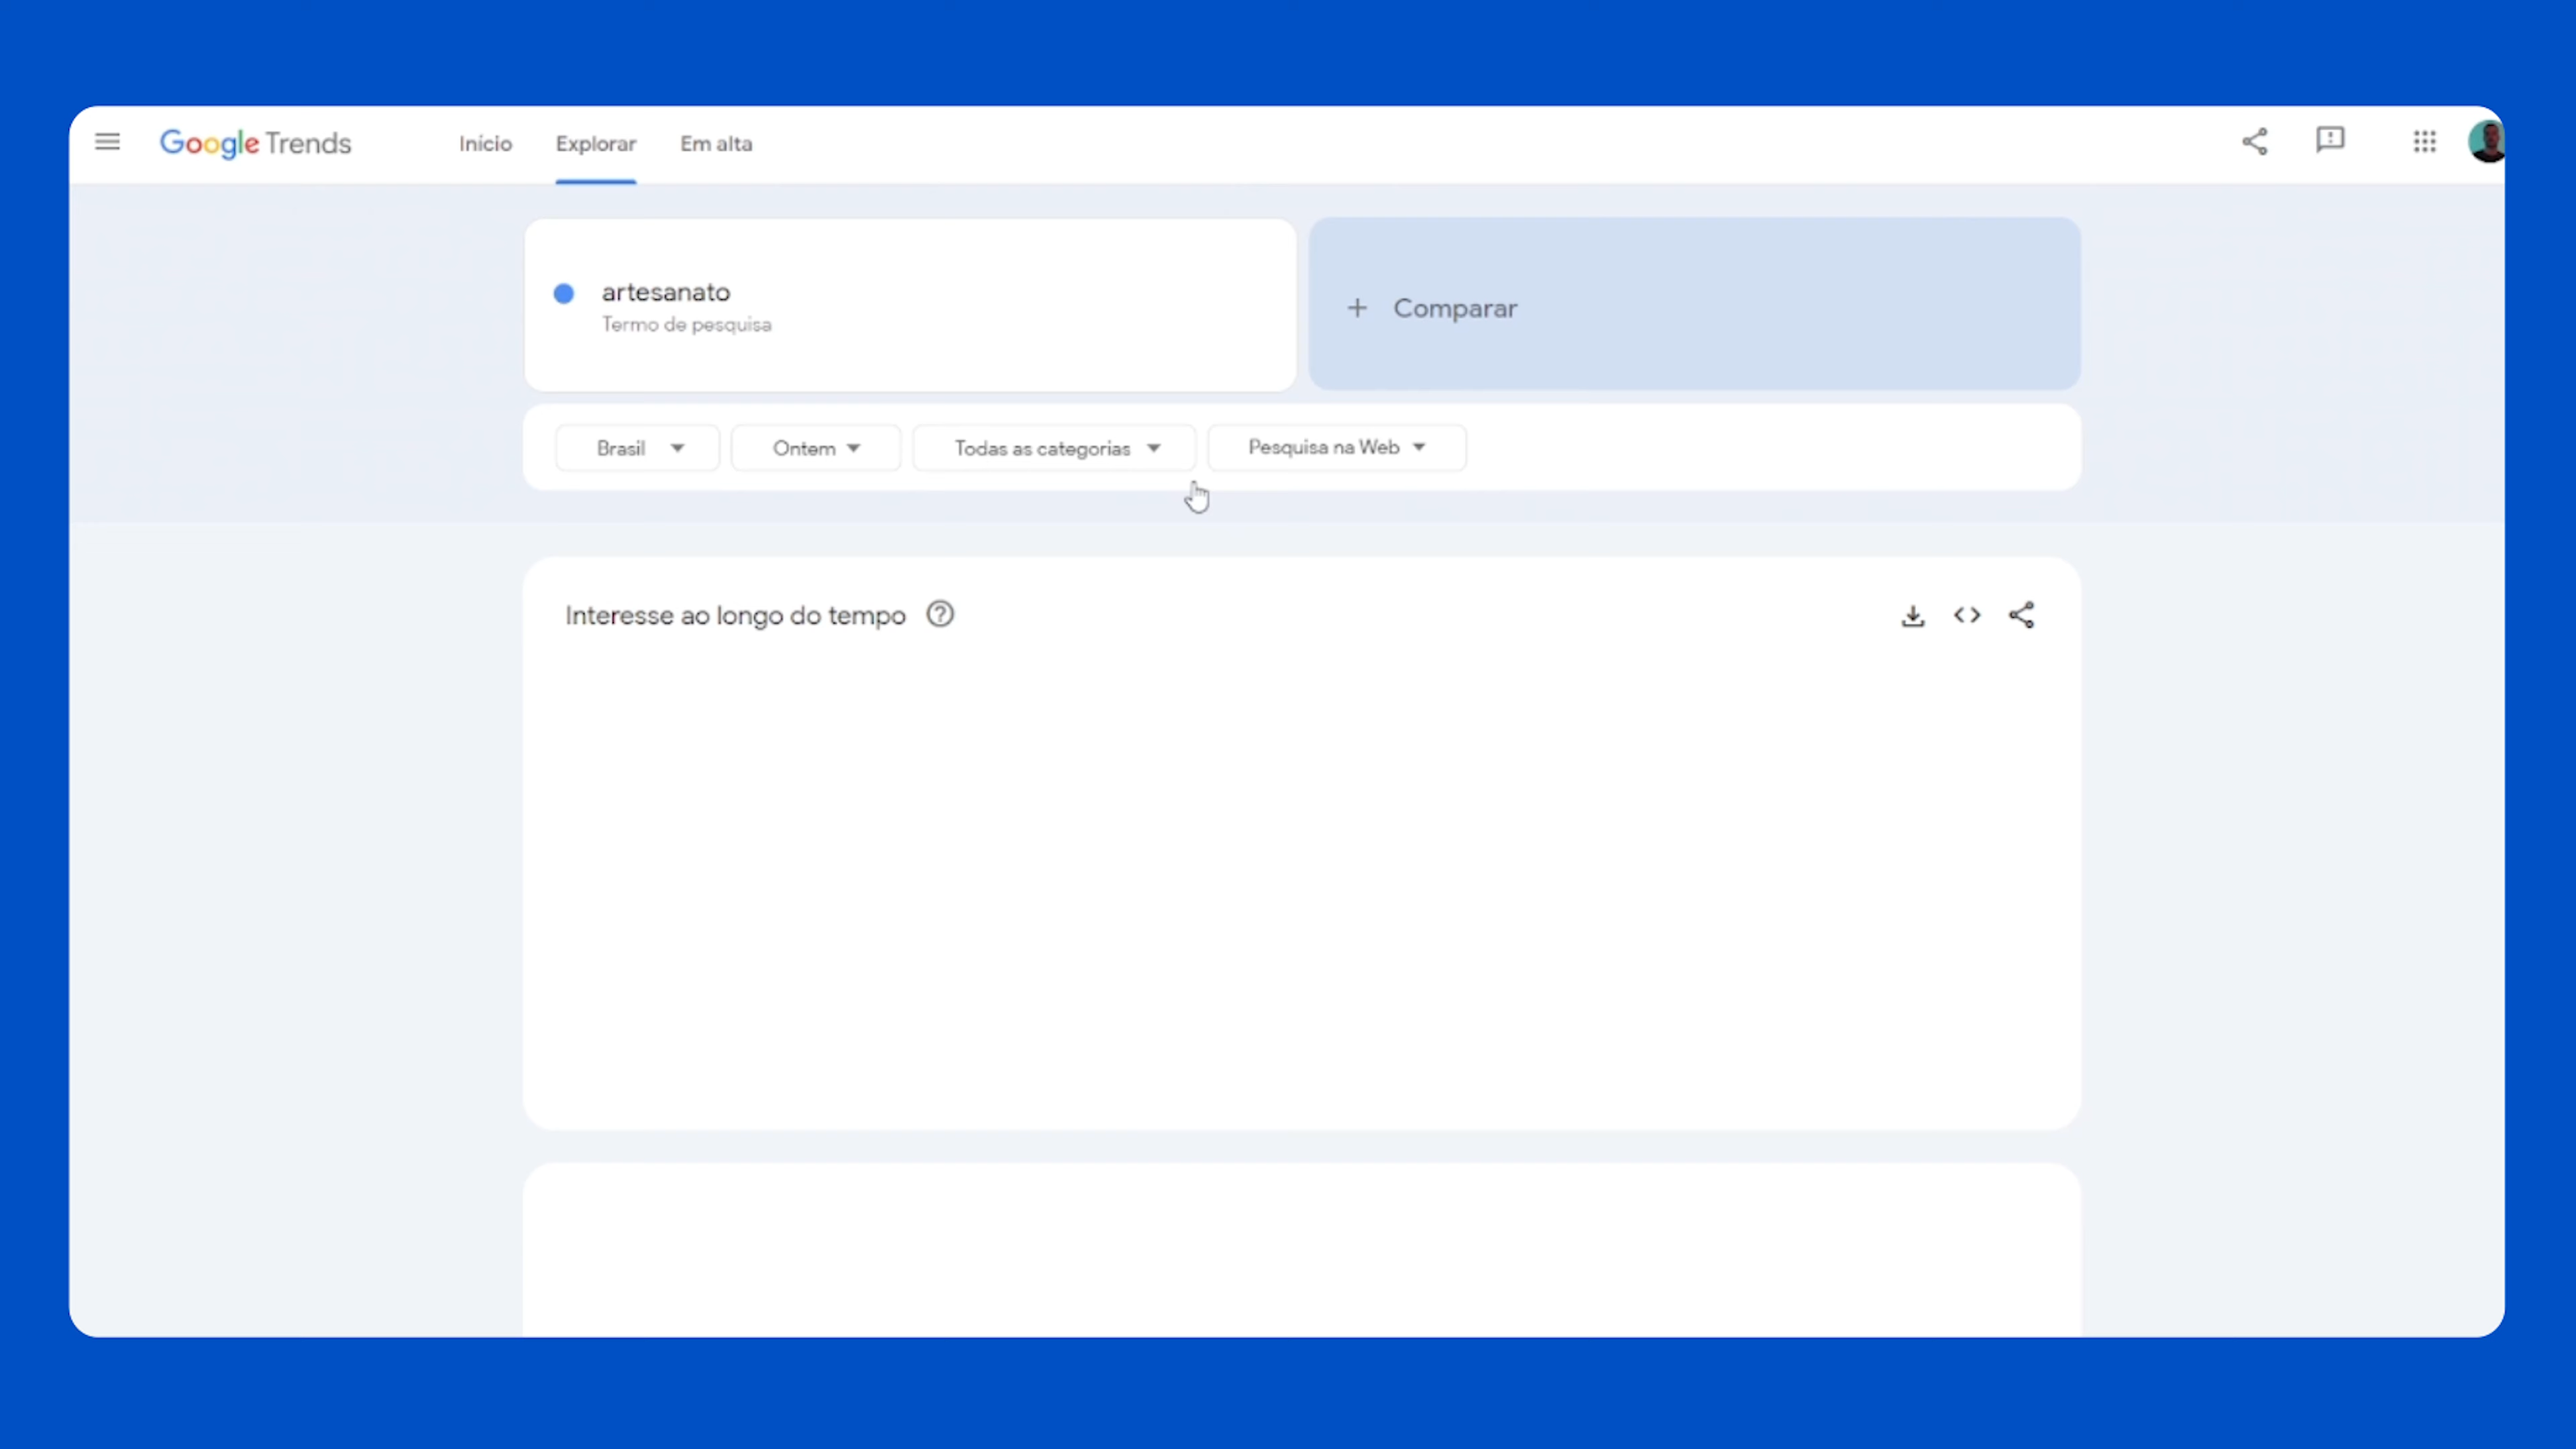 Google Trends
Início
Explorar
Em alta
artesanato
Termo de pesquisa
+ Comparar
Brasil
Ontem
Todas as categorias
Pesquisa na Web
Interesse ao longo do tempo